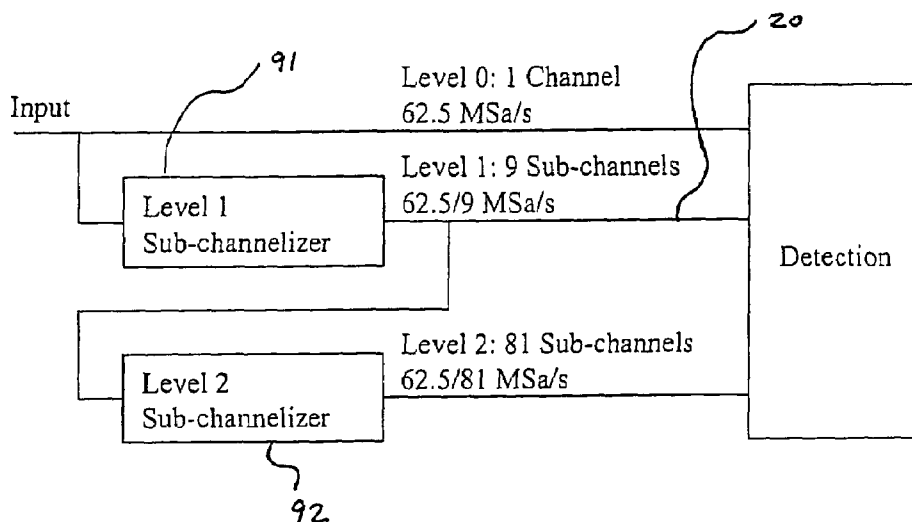 20
91
Level 0: 1 Channel
62.5 MSa/s
Input
Level 1: 9 Sub-channels
62.5/9 MSa/s
Level 1
Sub-channelizer
Detection
Level 2: 81 Sub-channels
62.5/81 MSa/s
Level 2
Sub-channelizer
92